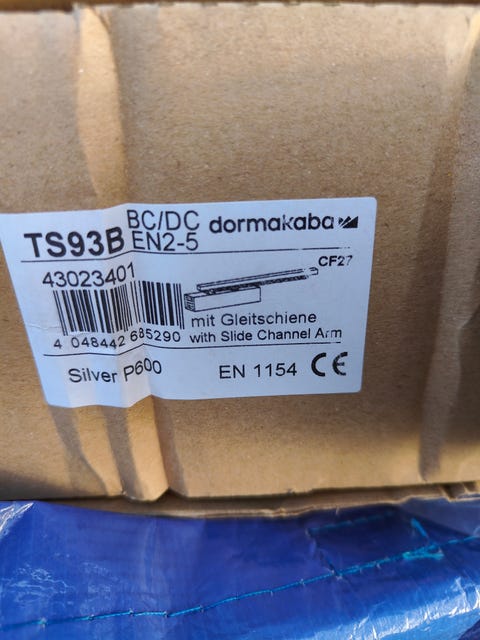 TS93B BC/DC EN2-5 dormakaba
43023401
CF27
4 048442 685290
mit Gleitschiene
with Slide Channel Arm
Silver P600
EN 1154 CE